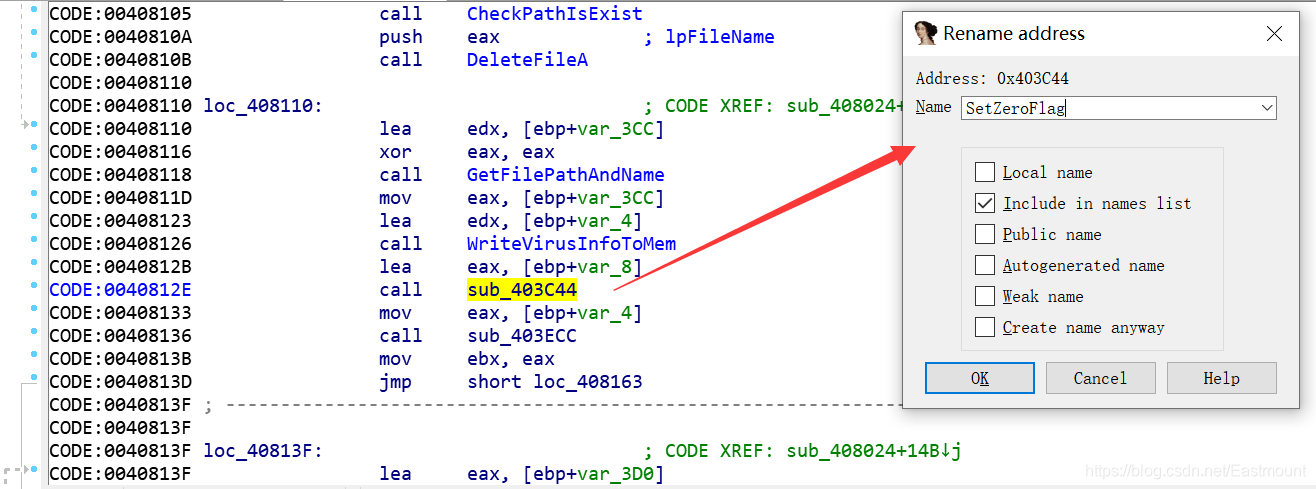 CODE:00408105 call CheckPathIsExist
CODE:0040810A push eax ; lpFileName
CODE:0040810B call DeleteFileA
CODE:00408110
CODE:00408110 loc_408110: ; CODE XREF: sub_408024+
CODE:00408110 lea edx, [ebp+var_3CC]
CODE:00408116 xor eax, eax
CODE:00408118 call GetFilePathAndName
CODE:0040811D mov eax, [ebp+var_3CC]
CODE:00408123 lea edx, [ebp+var_4]
CODE:00408126 call WriteVirusInfoToMem
CODE:0040812B lea eax, [ebp+var_8]
CODE:0040812E call sub_403C44
CODE:00408133 mov eax, [ebp+var_4]
CODE:00408136 call sub_403ECC
CODE:0040813B mov ebx, eax
CODE:0040813D jmp short loc_408163
CODE:0040813F ; ---------------------------------------------------------------
CODE:0040813F
CODE:0040813F loc_40813F: ; CODE XREF: sub_408024+14B↓j
CODE:0040813F lea eax, [ebp+var_3D0]
Rename address
Address: 0x403C44
Name SetZeroFlag
Local name
Include in names list
Public name
Autogenerated name
Weak name
Create name anyway
OK Cancel Help
https://blog.csdn.net/Eastmount